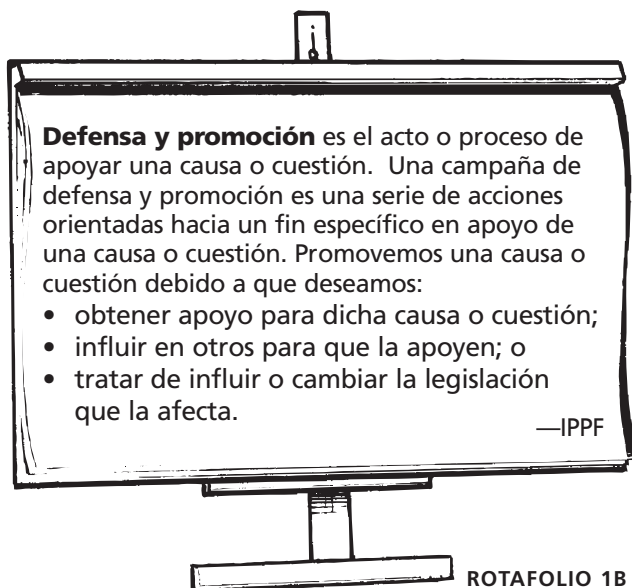 Defensa y promoción es el acto o proceso de
apoyar una causa o cuestión. Una campaña de
defensa y promoción es una serie de acciones
orientadas hacia un fin específico en apoyo de
una causa o cuestión. Promovemos una causa o
cuestión debido a que deseamos:
• obtener apoyo para dicha causa o cuestión;
• influir en otros para que la apoyen; o
• tratar de influir o cambiar la legislación
que la afecta.
—IPPF
ROTAFOLIO 1B